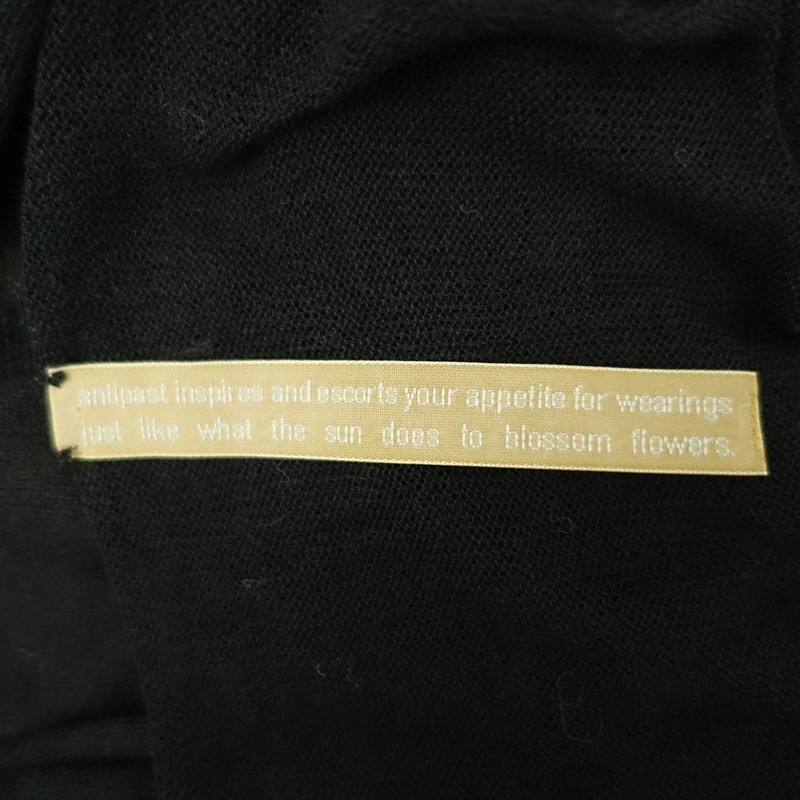 antipast inspires and escorts your appetite for wearings
just like what the sun does to blossom flowers.